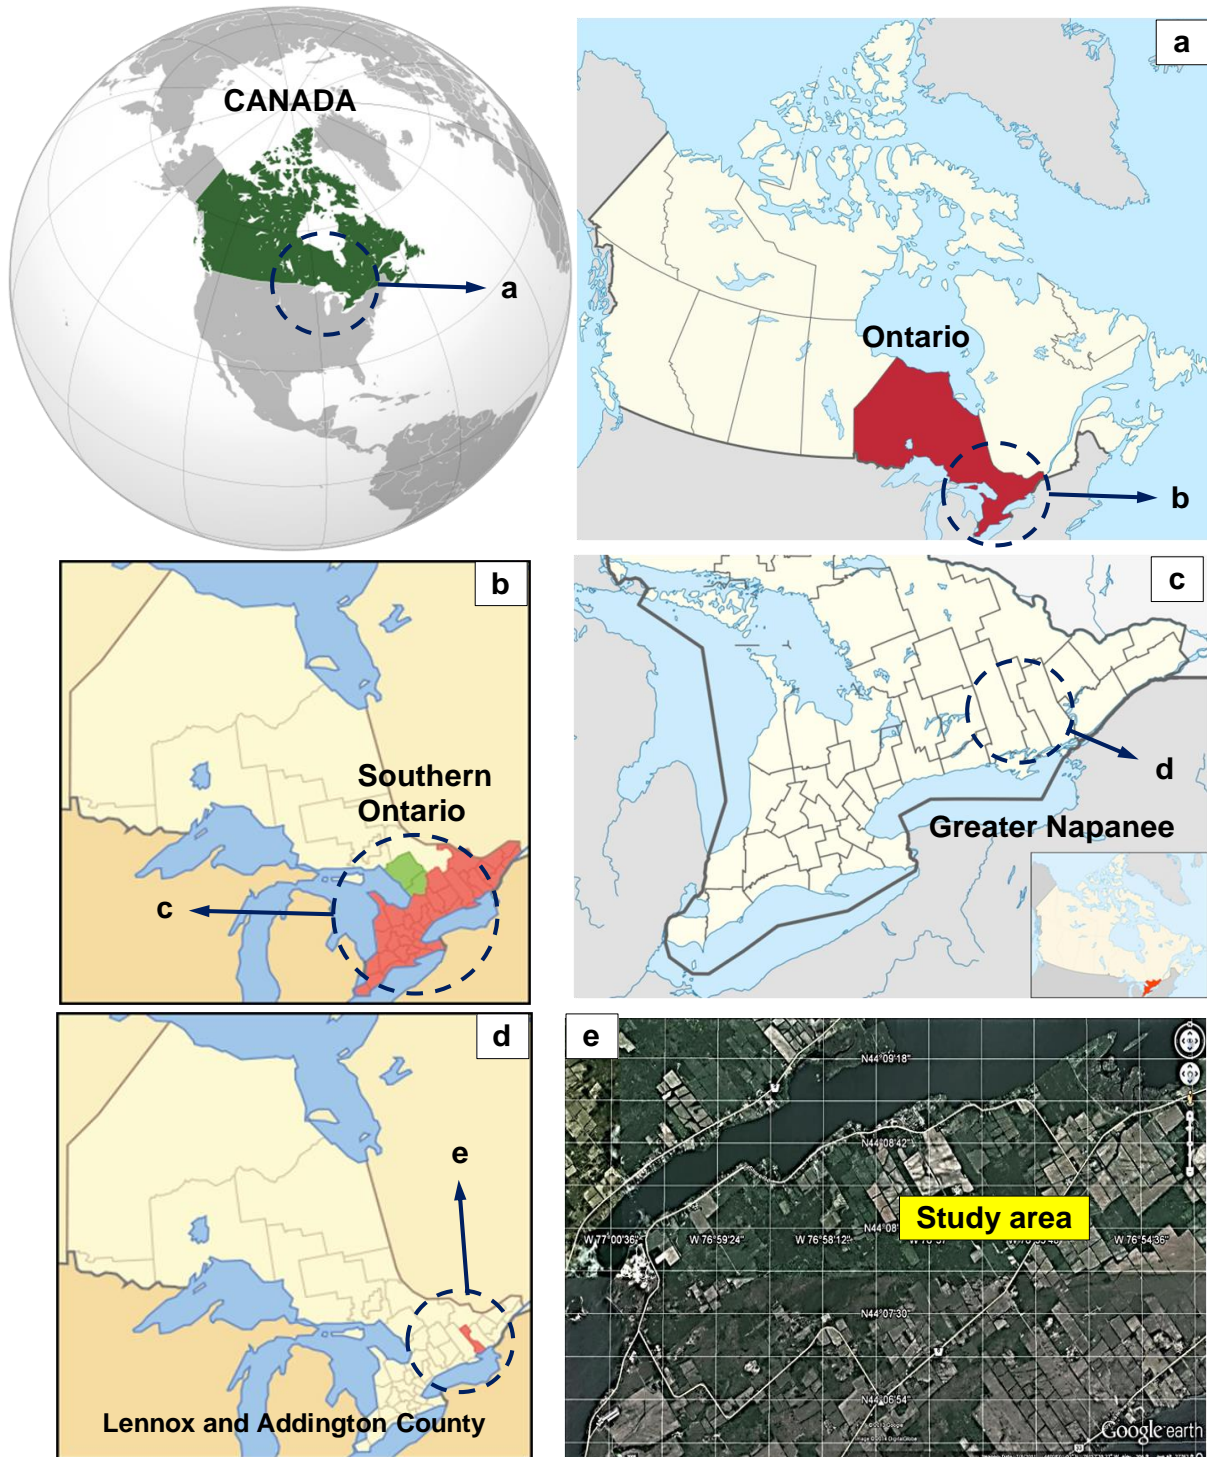 CANADA
a
a
Ontario
b
b
Southern
Ontario
c
c
d
Greater Napanee
d
e
Lennox and Addington County
e
N44°09'18"
N44°08'42"
Study area
N44°08'
W 77°00'36"
W 76°59'24"
W 76°58'12"
W 76°54'36"
N44°07'30"
N44°06'54"
Google earth